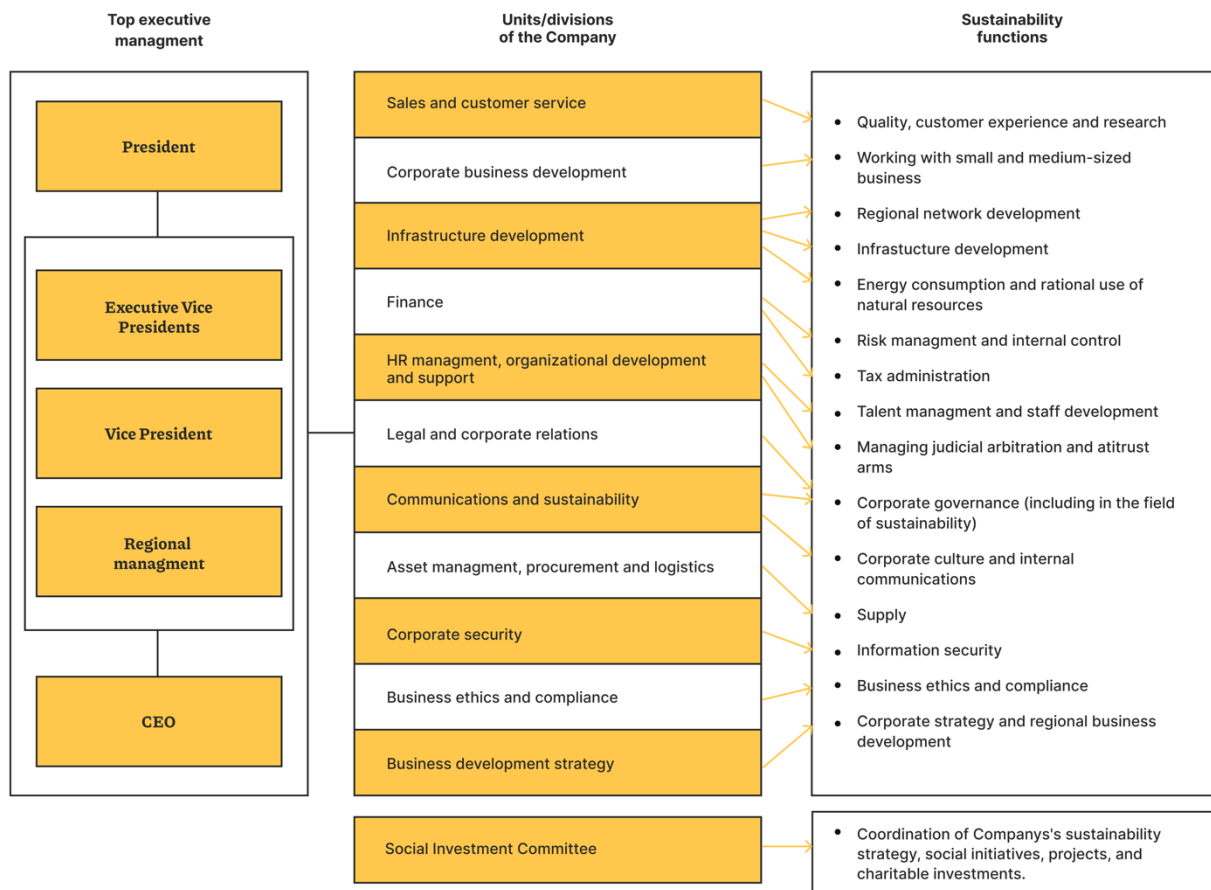 Top executive
managment
Units/divisions
of the Company
Sustainability
functions
President
Executive Vice
Presidents
Vice President
Regional
managment
CEO
Sales and customer service
Corporate business development
Infrastructure development
Finance
HR managment, organizational development
and support
Legal and corporate relations
Communications and sustainability
Asset managment, procurement and logistics
Corporate security
Business ethics and compliance
Business development strategy
Social Investment Committee
• Quality, customer experience and research
• Working with small and medium-sized
business
• Regional network development
• Infrastucture development
• Energy consumption and rational use of
natural resources
• Risk managment and internal control
• Tax administration
• Talent managment and staff development
• Managing judicial arbitration and atitrust
arms
• Corporate governance (including in the field
of sustainability)
• Corporate culture and internal
communications
• Supply
• Information security
• Business ethics and compliance
• Corporate strategy and regional business
development
• Coordination of Companys's sustainability
strategy, social initiatives, projects, and
charitable investments.